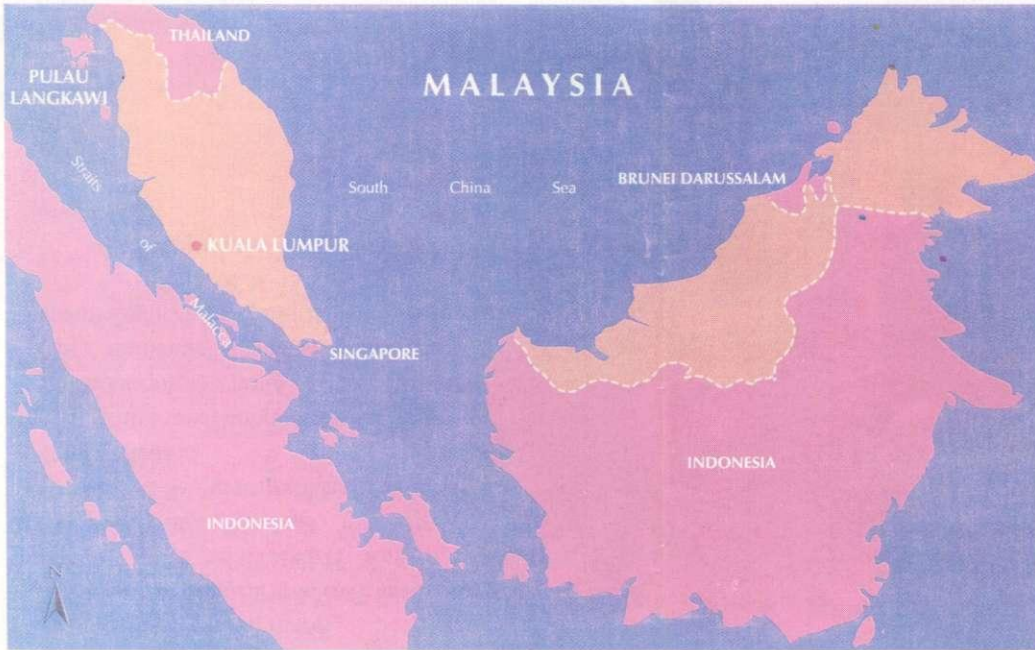 THAILAND
PULAU
LANGKAWI
MALAYSIA
Straits
of
Malacca
South China Sea
BRUNEI DARUSSALAM
KUALA LUMPUR
SINGAPORE
INDONESIA
INDONESIA
N